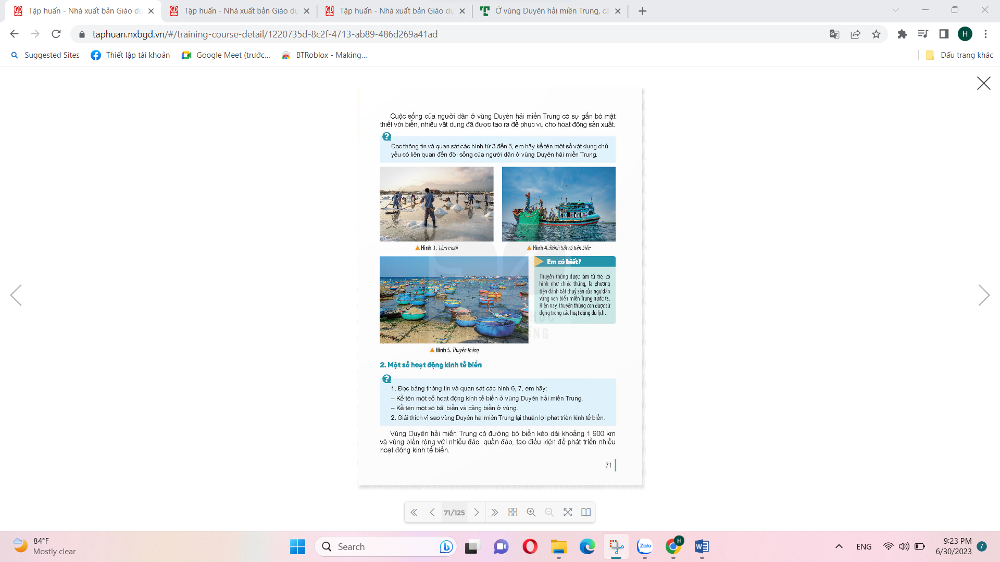 Tập huấn - Nhà xuất bản Giáo dụ
Tập huấn - Nhà xuất bản Giáo dụ
Tập huấn - Nhà xuất bản Giáo dụ
Ở vùng Duyên hải miền Trung, cá
taphuan.nxbgd.vn/#/training-course-detail/1220735d-8c2f-4713-ab89-486d269a41ad
H
Suggested Sites
Thiết lập tài khoản
Google Meet (trước...
BTRoblox - Making...
Dấu trang khác
Cuộc sống của người dân ở vùng Duyên hải miền Trung có sự gắn bó mật
thiết với biển, nhiều vật dụng đã được tạo ra để phục vụ cho hoạt động sản xuất.
?
Đọc thông tin và quan sát các hình từ 3 đến 5, em hãy kể tên một số vật dụng chủ
yếu có liên quan đến đời sống của người dân ở vùng Duyên hải miền Trung.
Hình 3. Làm muối
Hình 4. Đánh bắt cá trên biển
Em có biết?
Thuyền thúng được làm từ tre, có
hình như chiếc thúng, là phương
tiện đánh bắt thuỷ sản của ngư dân
vùng ven biển miền Trung nước ta.
Hiện nay, thuyền thúng còn được sử
dụng trong các hoạt động du lịch.
Hình 5. Thuyền thúng
2. Một số hoạt động kinh tế biển
?
1. Đọc bảng thông tin và quan sát các hình 6, 7, em hãy:
– Kể tên một số hoạt động kinh tế biển ở vùng Duyên hải miền Trung.
– Kể tên một số bãi biển và cảng biển ở vùng.
2. Giải thích vì sao vùng Duyên hải miền Trung lại thuận lợi phát triển kinh tế biển.
Vùng Duyên hải miền Trung có đường bờ biển kéo dài khoảng 1 900 km
và vùng biển rộng với nhiều đảo, quần đảo, tạo điều kiện để phát triển nhiều
hoạt động kinh tế biển.
71
71/125
84°F
Mostly clear
Search
Zalo
H
ENG
9:23 PM
6/30/2023
7